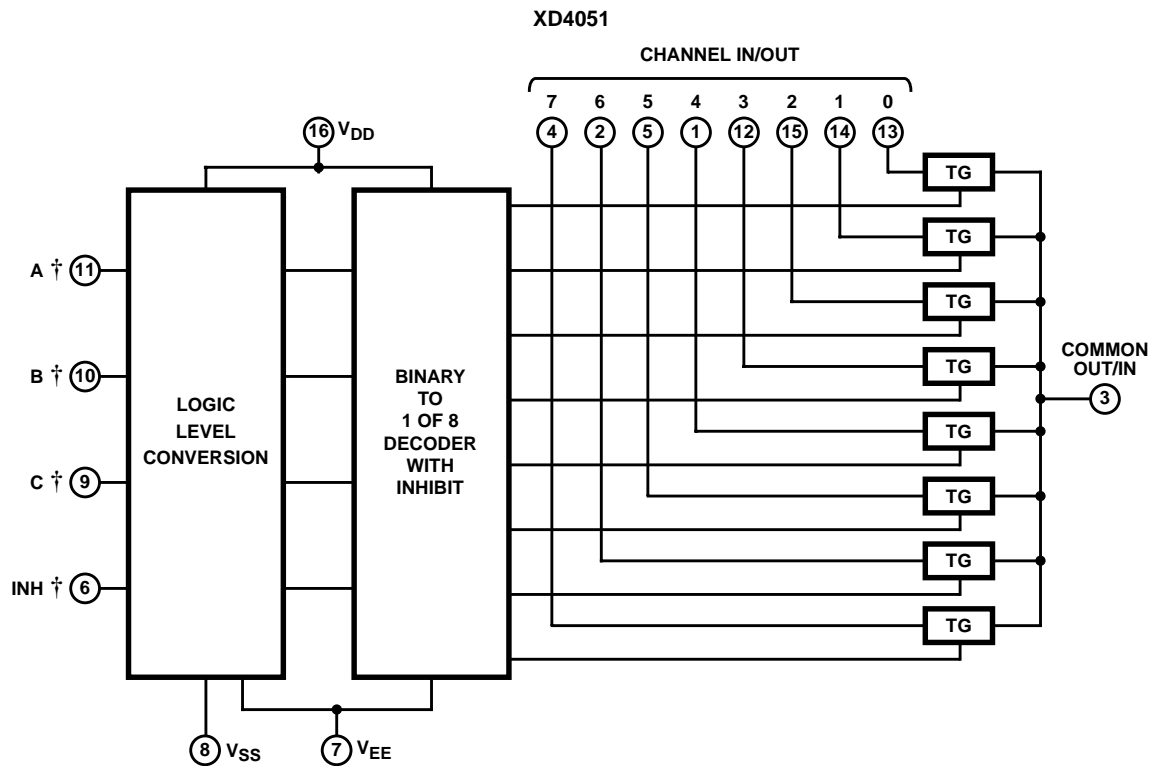 XD4051
CHANNEL IN/OUT
7 6 5 4 3 2 1 0
4 2 5 1 12 15 14 13
16 VDD
TG
TG
A † 11
TG
TG
COMMON
OUT/IN
3
B † 10
LOGIC
LEVEL
CONVERSION
BINARY
TO
1 OF 8
DECODER
WITH
INHIBIT
TG
C † 9
TG
TG
INH † 6
TG
8 VSS
7 VEE